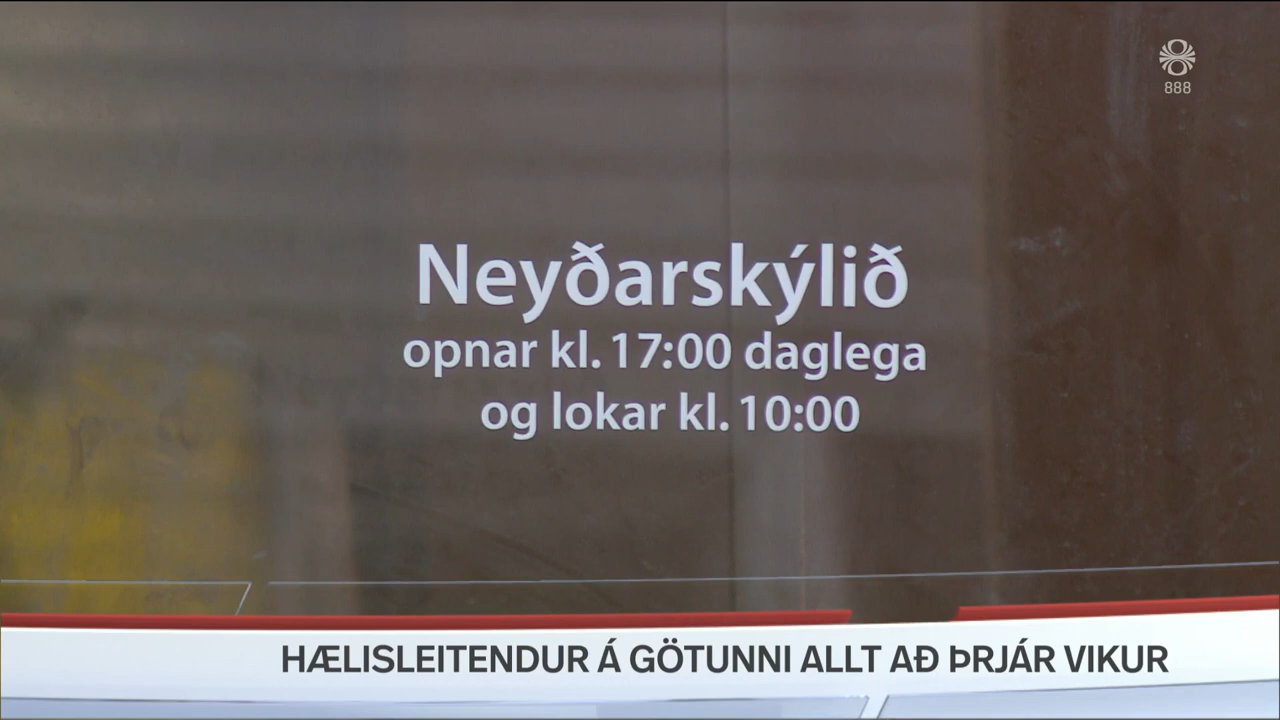 888
Neyðarskýlið
opnar kl. 17:00 daglega
og lokar kl. 10:00
HÆLISLEITENDUR Á GÖTUNNI ALLT AÐ ÞRJÁR VIKUR